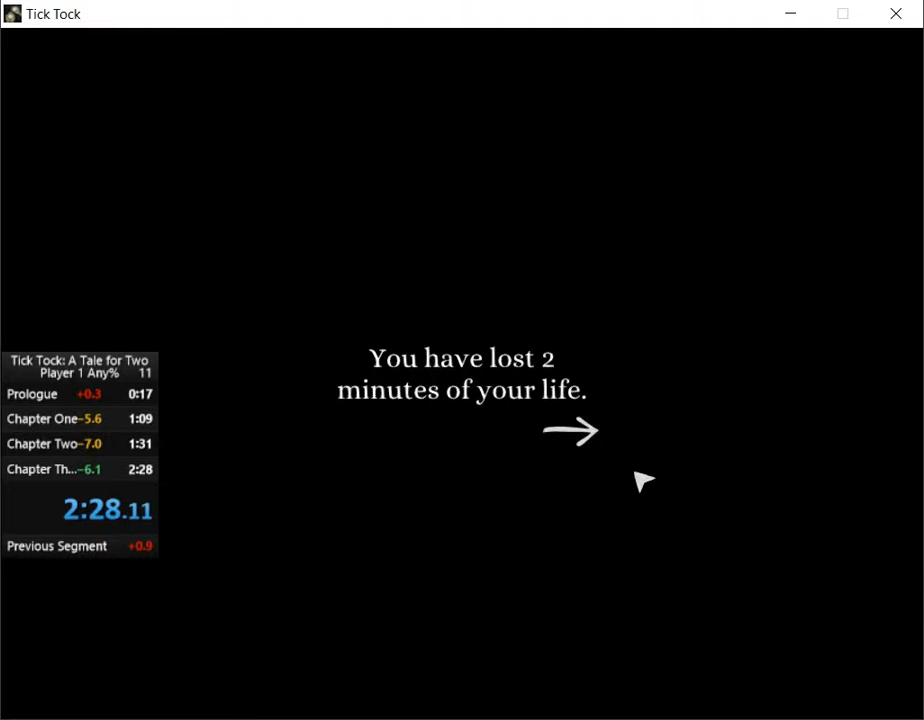 Tick Tock
You have lost 2
minutes of your life.
Tick Tock: A Tale for Two
Player 1 Any% 11
Prologue +0.3 0:17
Chapter One -5.6 1:09
Chapter Two -7.0 1:31
Chapter Th... -6.1 2:28
2:28.11
Previous Segment +0.9